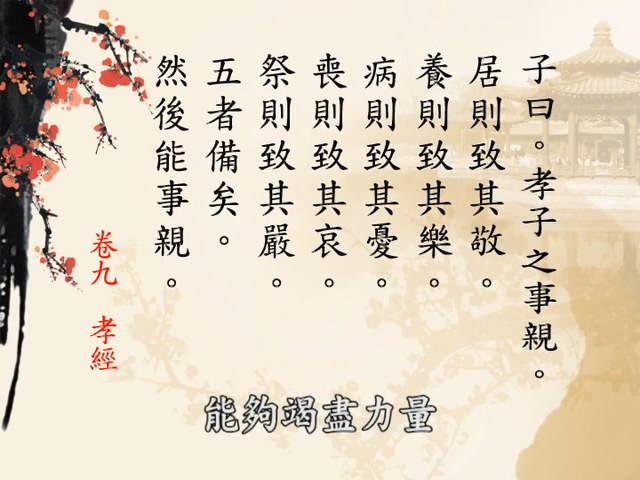 子曰。孝子之事親。
居則致其敬。
養則致其樂。
病則致其憂。
喪則致其哀。
祭則致其嚴。
五者備矣。
然後能事親。
卷九 孝經
能夠竭盡力量